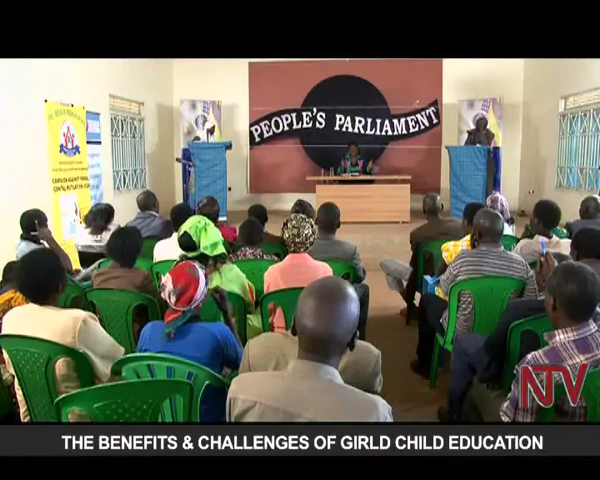 PEOPLE'S PARLIAMENT
NTV
THE BENEFITS & CHALLENGES OF GIRLD CHILD EDUCATION